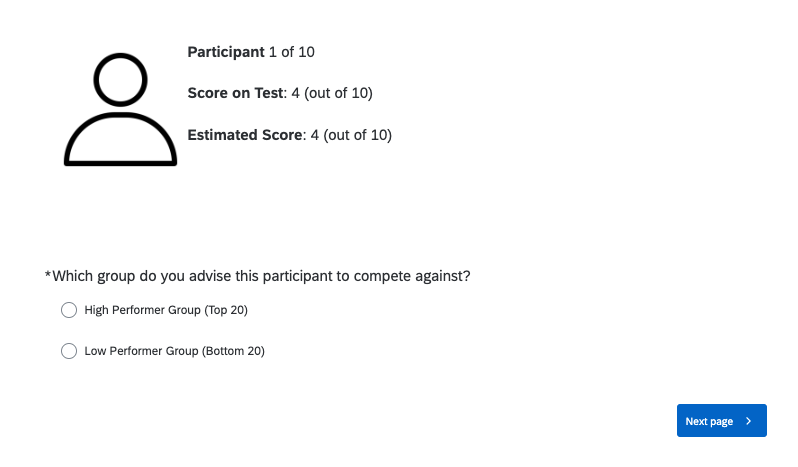 Participant 1 of 10
Score on Test: 4 (out of 10)
Estimated Score: 4 (out of 10)
*Which group do you advise this participant to compete against?
High Performer Group (Top 20)
Low Performer Group (Bottom 20)
Next page